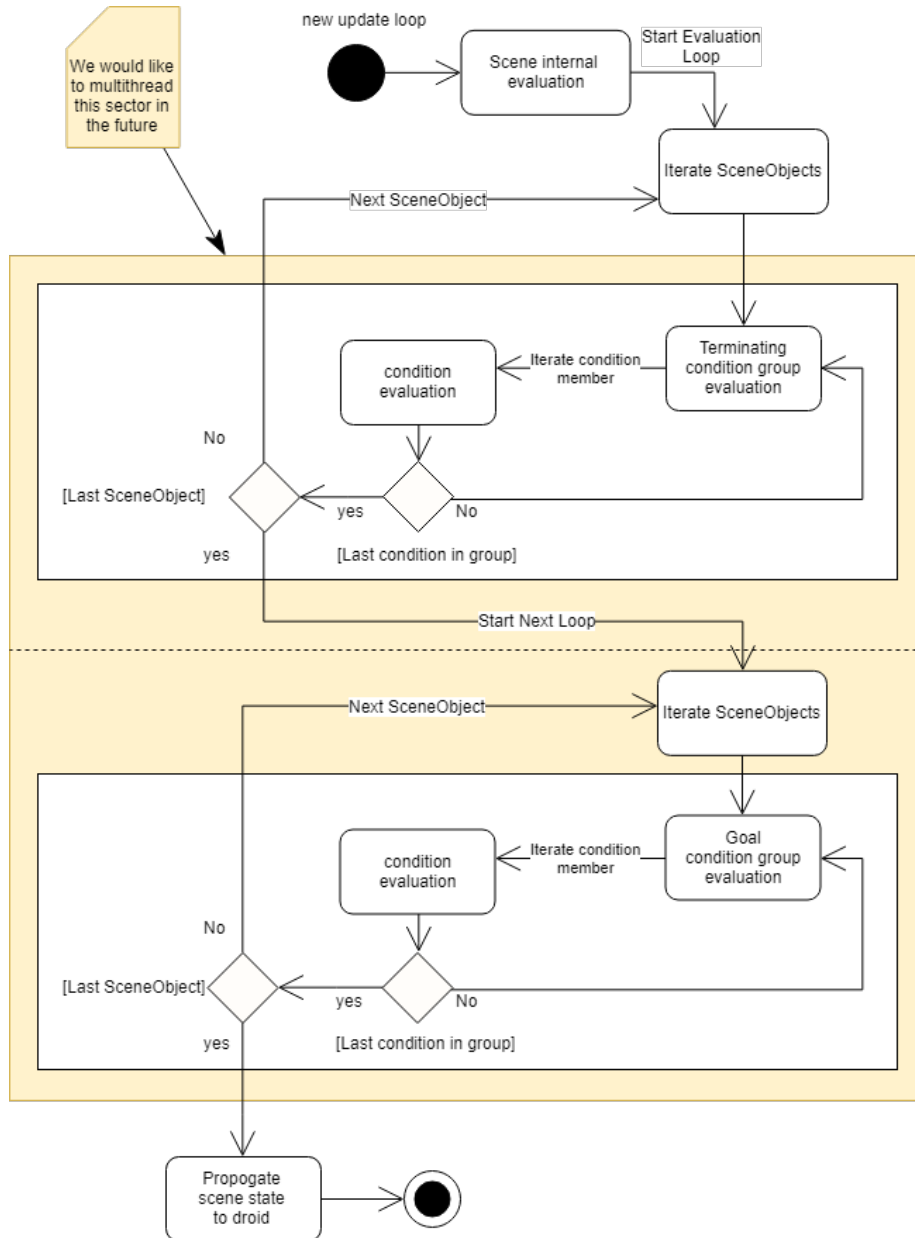 new update loop
We would like
to multithread
this sector in
the future
Scene internal
evaluation
Start Evaluation
Loop
Iterate SceneObjects
Next SceneObject
Terminating
condition group
evaluation
Iterate condition
member
condition
evaluation
No
[Last SceneObject]
yes
No
yes
[Last condition in group]
Start Next Loop
Iterate SceneObjects
Next SceneObject
Goal
condition group
evaluation
Iterate condition
member
condition
evaluation
No
[Last SceneObject]
yes
No
yes
[Last condition in group]
Propogate
scene state
to droid